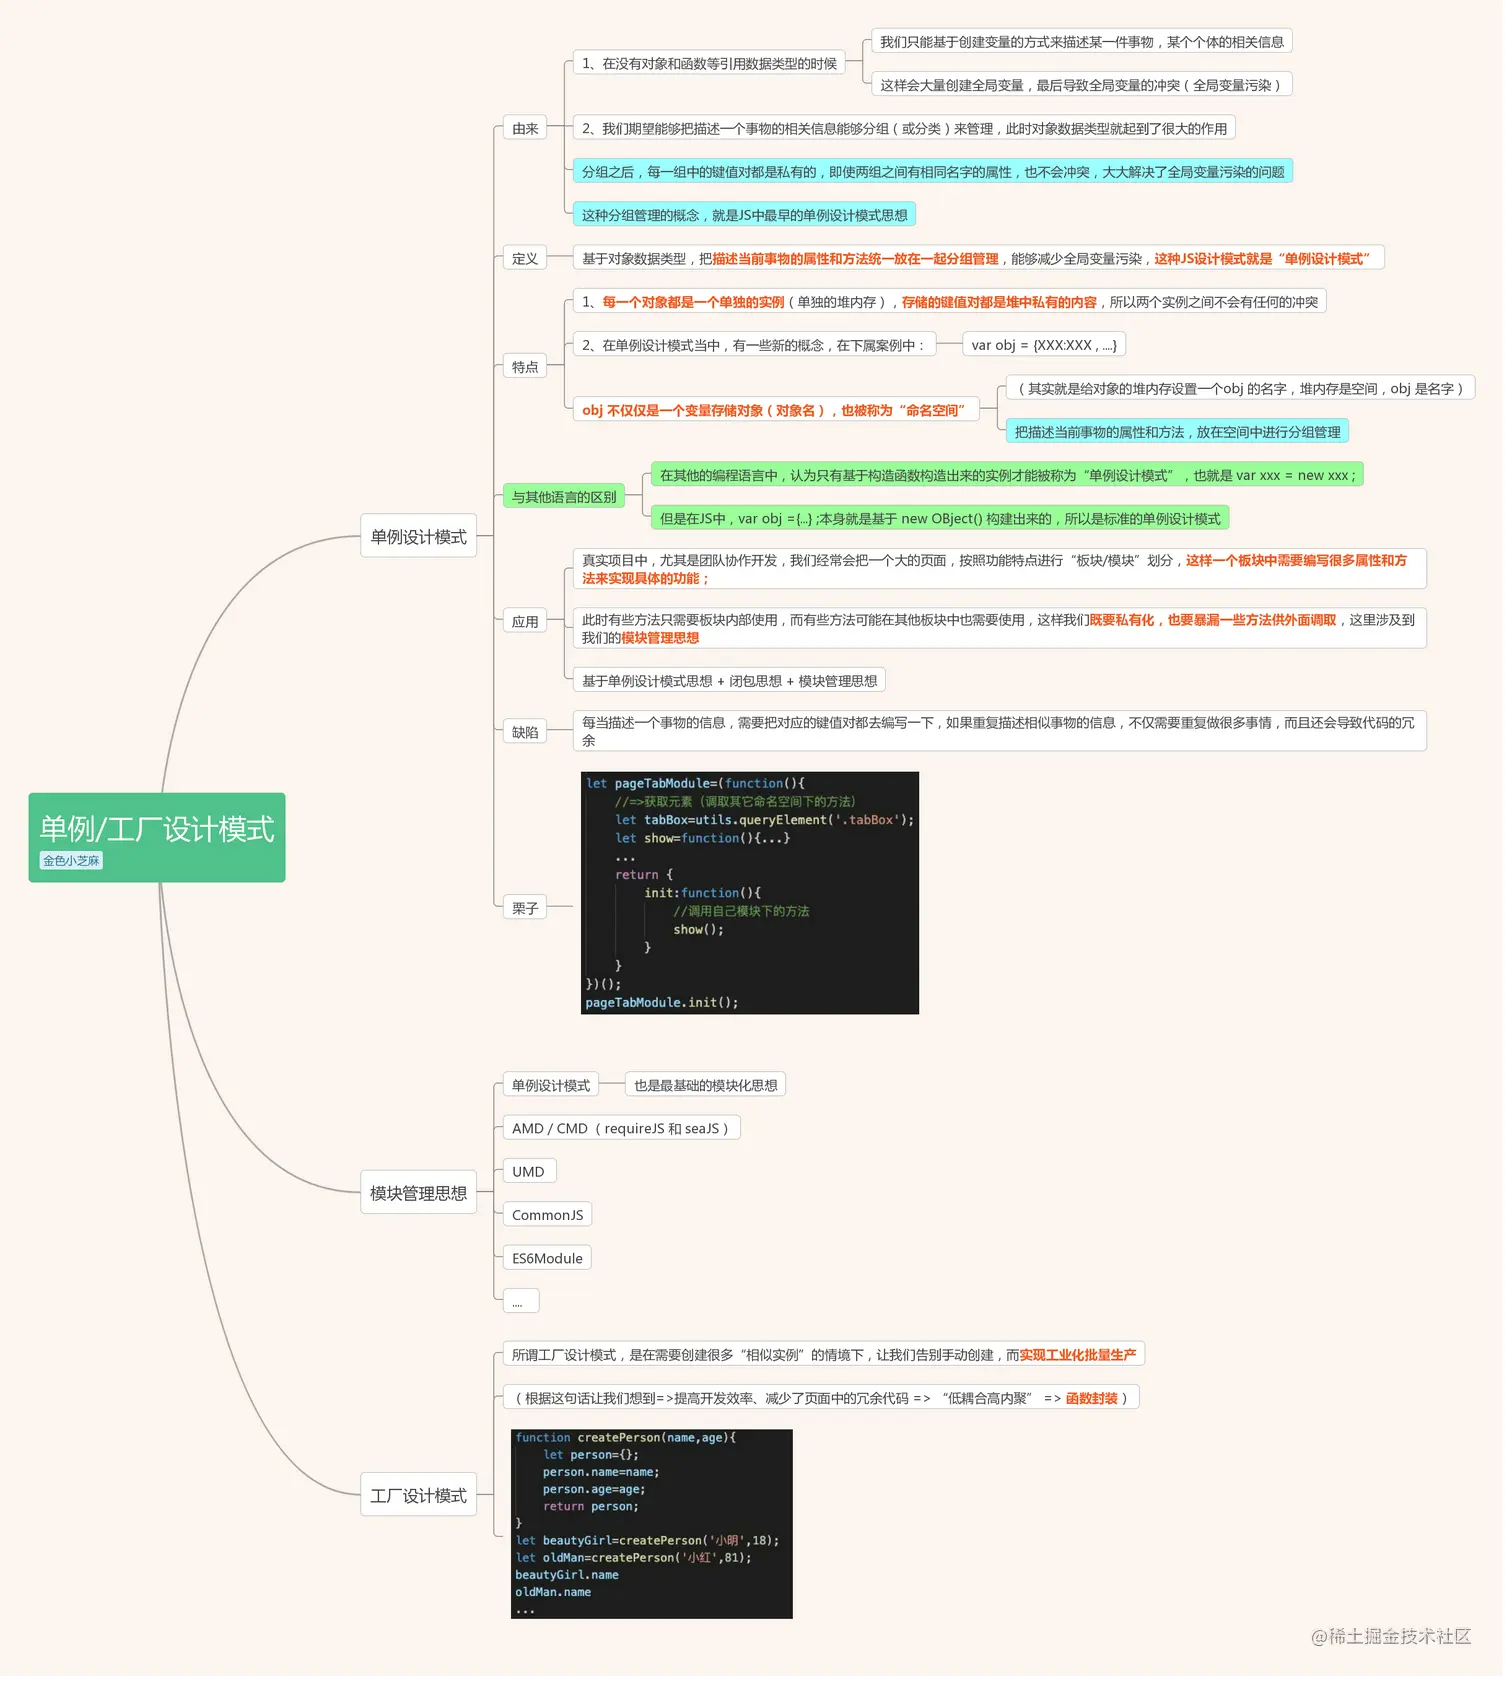 单例/工厂设计模式
金色小芝麻
单例设计模式
由来
1、在没有对象和函数等引用数据类型的时候
我们只能基于创建变量的方式来描述某一件事物，某个个体的相关信息
这样会大量创建全局变量，最后导致全局变量的冲突（全局变量污染）
2、我们期望能够把描述一个事物的相关信息能够分组（或分类）来管理，此时对象数据类型就起到了很大的作用
分组之后，每一组中的键值对都是私有的，即使两组之间有相同名字的属性，也不会冲突，大大解决了全局变量污染的问题
这种分组管理的概念，就是JS中最早的单例设计模式思想
定义
基于对象数据类型，把描述当前事物的属性和方法统一放在一起分组管理，能够减少全局变量污染，这种JS设计模式就是“单例设计模式”
特点
1、每一个对象都是一个单独的实例（单独的堆内存），存储的键值对都是堆中私有的内容，所以两个实例之间不会有任何的冲突
2、在单例设计模式当中，有一些新的概念，在下属案例中：
var obj = {XXX:XXX , ....}
obj 不仅仅是一个变量存储对象（对象名），也被称为“命名空间”
（其实就是给对象的堆内存设置一个obj 的名字，堆内存是空间，obj 是名字）
把描述当前事物的属性和方法，放在空间中进行分组管理
与其他语言的区别
在其他的编程语言中，认为只有基于构造函数构造出来的实例才能被称为“单例设计模式”，也就是 var xxx = new xxx ;
但是在JS中，var obj ={...} ;本身就是基于 new OBject() 构建出来的，所以是标准的单例设计模式
应用
真实项目中，尤其是团队协作开发，我们经常会把一个大的页面，按照功能特点进行“板块/模块”划分，这样一个板块中需要编写很多属性和方
法来实现具体的功能；
此时有些方法只需要板块内部使用，而有些方法可能在其他板块中也需要使用，这样我们既要私有化，也要暴漏一些方法供外面调取，这里涉及到
我们的模块管理思想
基于单例设计模式思想 + 闭包思想 + 模块管理思想
缺陷
每当描述一个事物的信息，需要把对应的键值对都去编写一下，如果重复描述相似事物的信息，不仅需要重复做很多事情，而且还会导致代码的冗
余
栗子
let pageTabModule=(function(){
//=>获取元素（调取其它命名空间下的方法）
let tabBox=utils.queryElement('.tabBox');
let show=function(){...}
...
return {
init:function(){
//调用自己模块下的方法
show();
}
}
})();
pageTabModule.init();
模块管理思想
单例设计模式
也是最基础的模块化思想
AMD / CMD（ requireJS 和 seaJS ）
UMD
CommonJS
ES6Module
....
工厂设计模式
所谓工厂设计模式，是在需要创建很多“相似实例”的情境下，让我们告别手动创建，而实现工业化批量生产
（根据这句话让我们想到=>提高开发效率、减少了页面中的冗余代码 => “低耦合高内聚” => 函数封装）
function createPerson(name,age){
let person={};
person.name=name;
person.age=age;
return person;
}
let beautyGirl=createPerson('小明',18);
let oldMan=createPerson('小红',81);
beautyGirl.name
oldMan.name
...
@稀土掘金技术社区